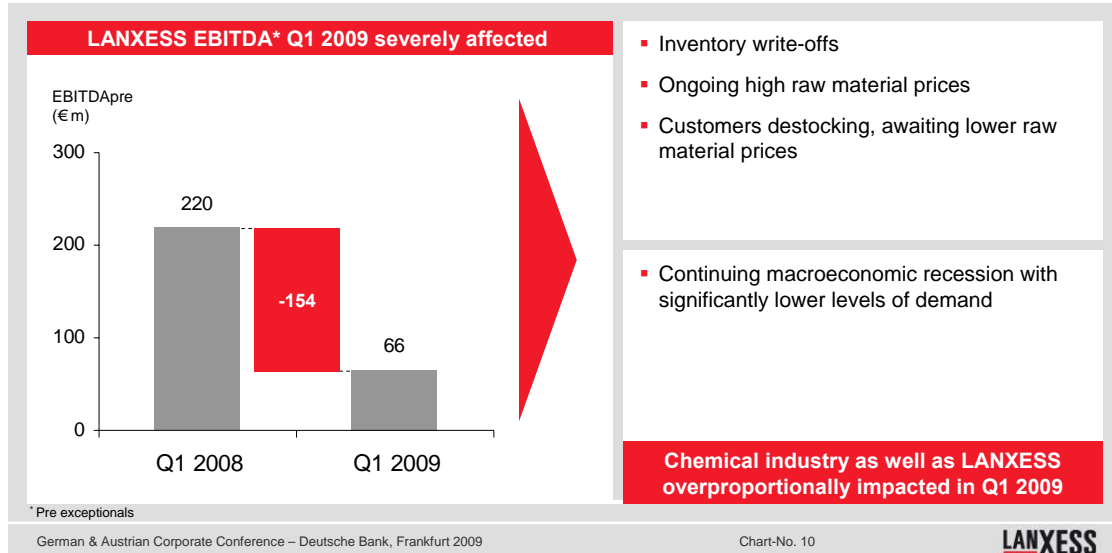 LANXESS EBITDA* Q1 2009 severely affected
EBITDApre
(€ m)
300
200
100
0
220
-154
66
Q1 2008
Q1 2009
▪ Inventory write-offs
▪ Ongoing high raw material prices
▪ Customers destocking, awaiting lower raw
material prices
▪ Continuing macroeconomic recession with
significantly lower levels of demand
Chemical industry as well as LANXESS
overproportionally impacted in Q1 2009
* Pre exceptionals
German & Austrian Corporate Conference – Deutsche Bank, Frankfurt 2009
Chart-No. 10
LANXESS